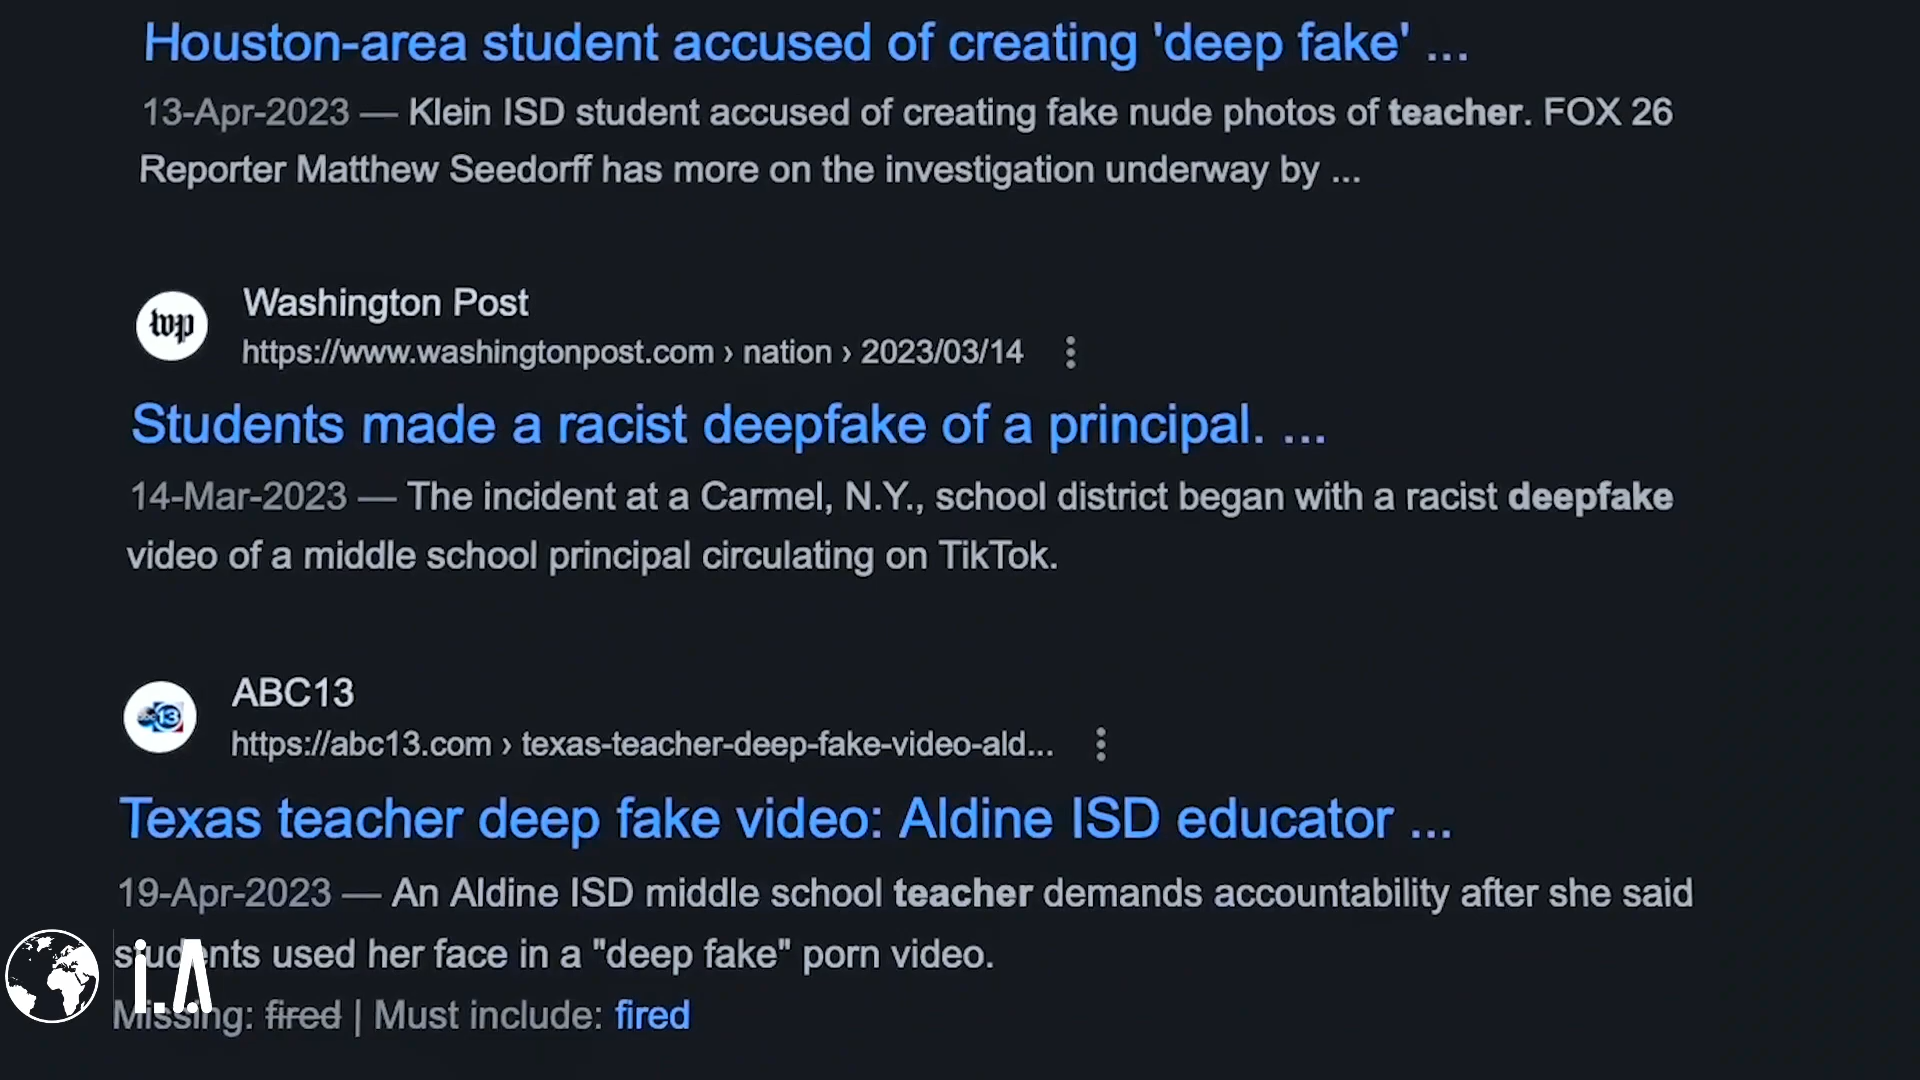 Houston-area student accused of creating 'deep fake' ...
13-Apr-2023 — Klein ISD student accused of creating fake nude photos of teacher. FOX 26
Reporter Matthew Seedorff has more on the investigation underway by ...
wp
Washington Post
https://www.washingtonpost.com › nation › 2023/03/14
Students made a racist deepfake of a principal. ...
14-Mar-2023 — The incident at a Carmel, N.Y., school district began with a racist deepfake
video of a middle school principal circulating on TikTok.
abc 13
ABC13
https://abc13.com › texas-teacher-deep-fake-video-ald...
Texas teacher deep fake video: Aldine ISD educator ...
19-Apr-2023 — An Aldine ISD middle school teacher demands accountability after she said
students used her face in a "deep fake" porn video.
i.A
Missing: fired | Must include: fired